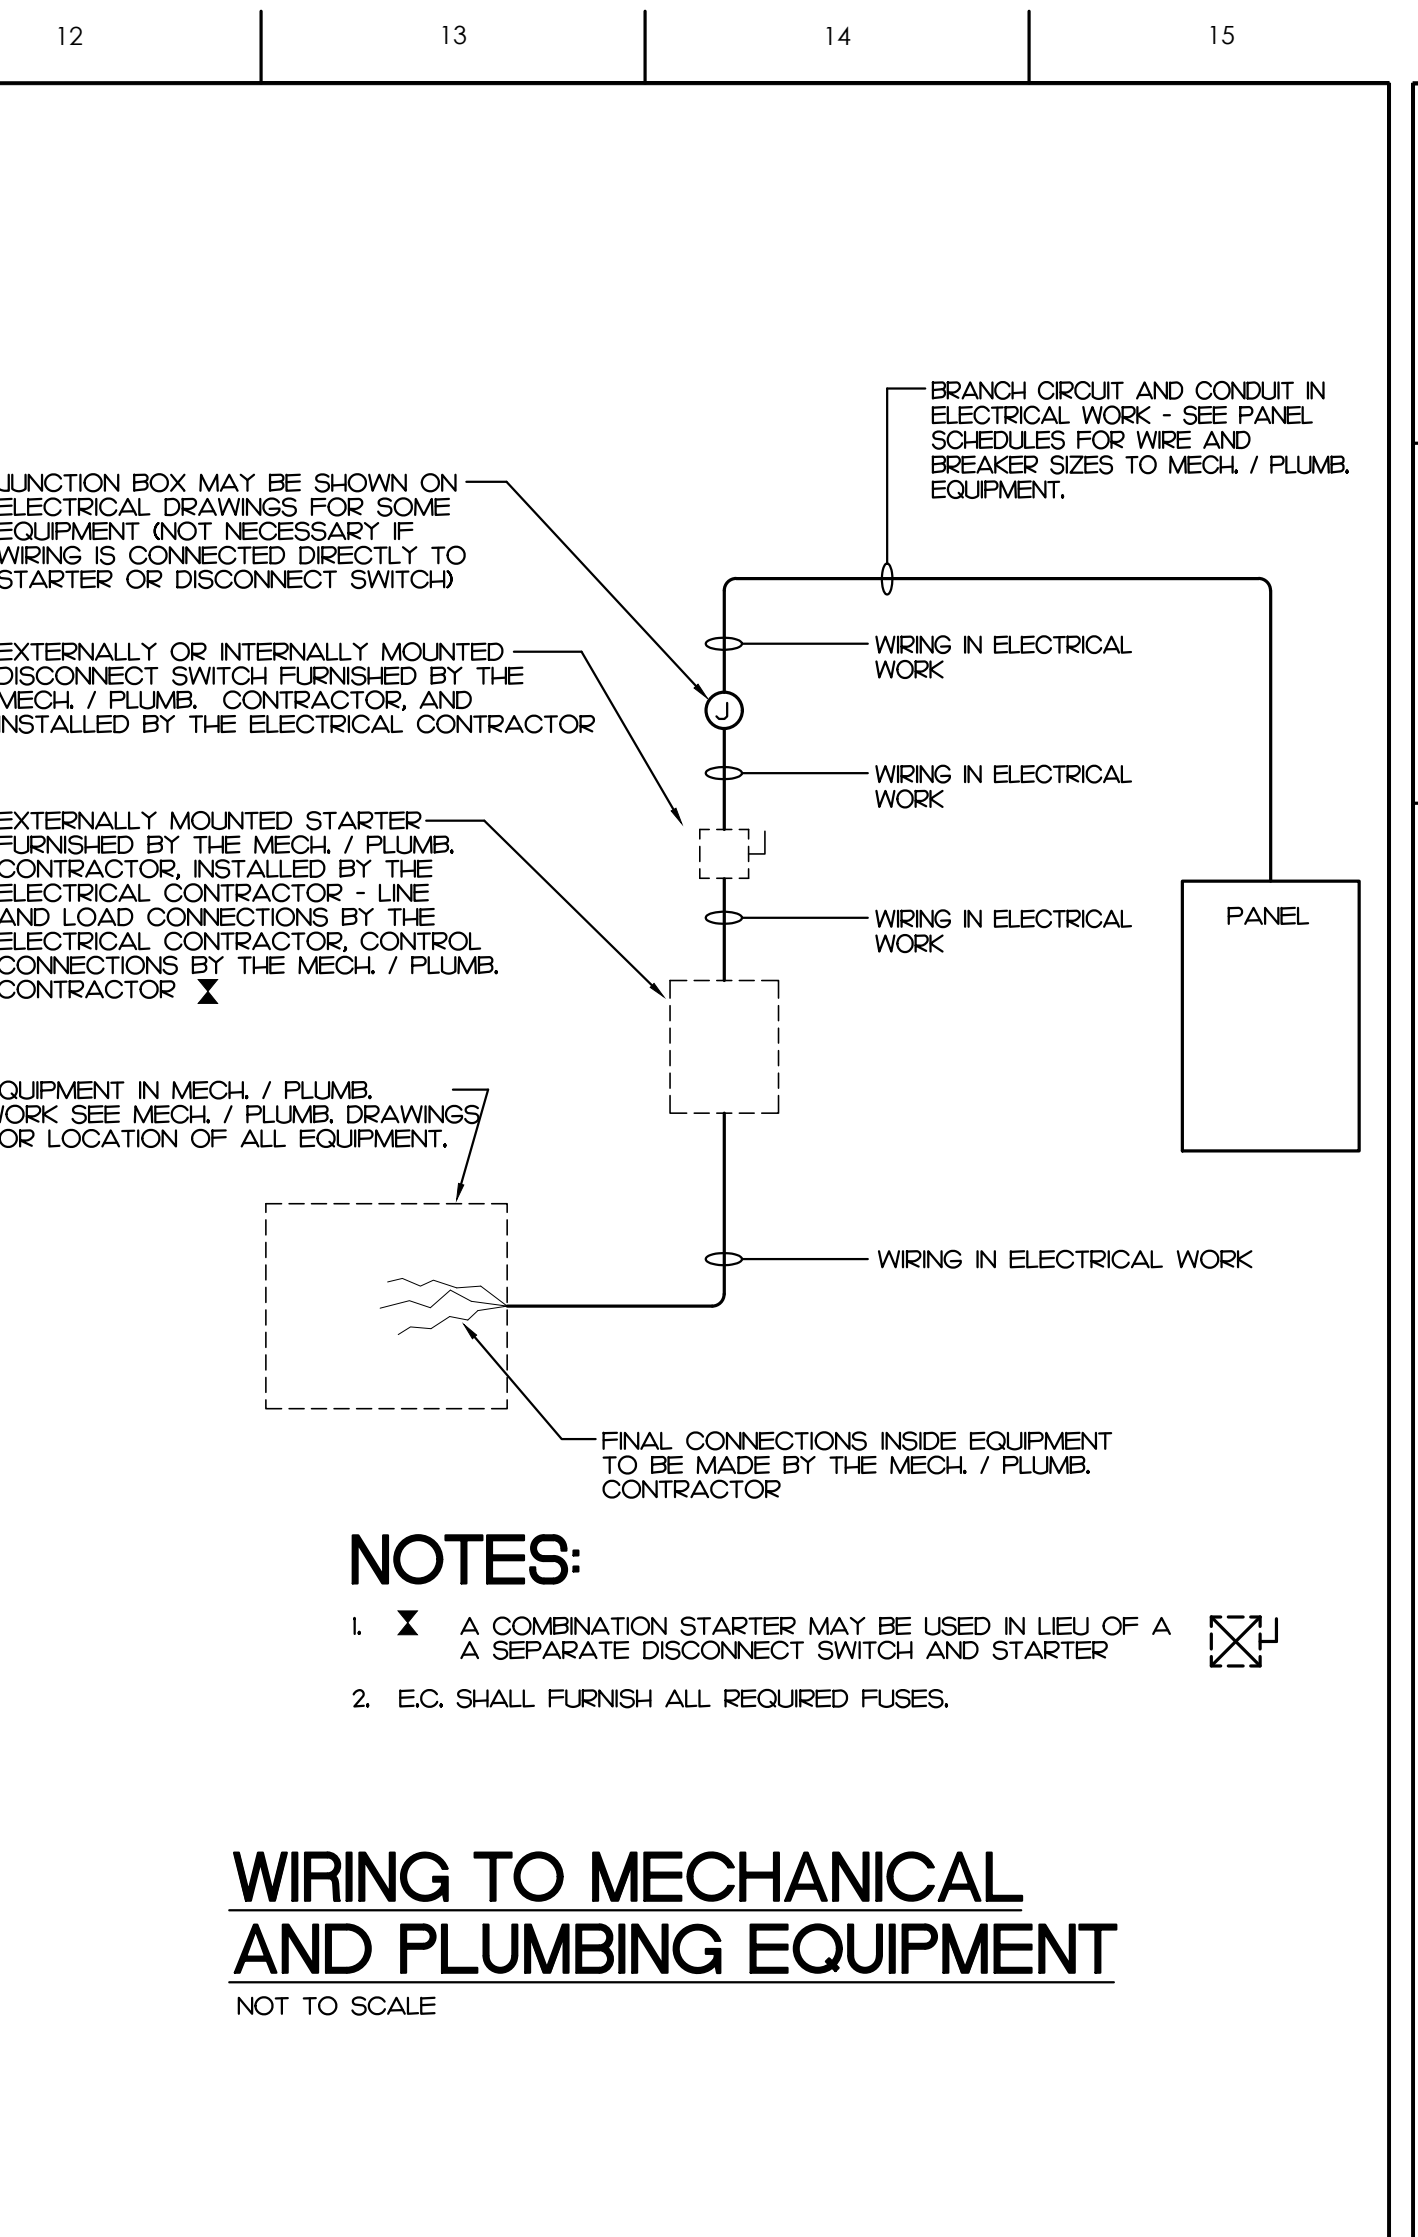 12
13
14
15
BRANCH CIRCUIT AND CONDUIT IN
ELECTRICAL WORK - SEE PANEL
SCHEDULES FOR WIRE AND
BREAKER SIZES TO MECH. / PLUMB.
EQUIPMENT.
JUNCTION BOX MAY BE SHOWN ON
ELECTRICAL DRAWINGS FOR SOME
EQUIPMENT (NOT NECESSARY IF
WIRING IS CONNECTED DIRECTLY TO
STARTER OR DISCONNECT SWITCH)
EXTERNALLY OR INTERNALLY MOUNTED
DISCONNECT SWITCH FURNISHED BY THE
MECH. / PLUMB. CONTRACTOR, AND
INSTALLED BY THE ELECTRICAL CONTRACTOR
WIRING IN ELECTRICAL
WORK
J
WIRING IN ELECTRICAL
WORK
EXTERNALLY MOUNTED STARTER
FURNISHED BY THE MECH. / PLUMB.
CONTRACTOR, INSTALLED BY THE
ELECTRICAL CONTRACTOR - LINE
AND LOAD CONNECTIONS BY THE
ELECTRICAL CONTRACTOR, CONTROL
CONNECTIONS BY THE MECH. / PLUMB.
CONTRACTOR
WIRING IN ELECTRICAL
WORK
PANEL
QUIPMENT IN MECH. / PLUMB.
ORK SEE MECH. / PLUMB. DRAWINGS
OR LOCATION OF ALL EQUIPMENT.
WIRING IN ELECTRICAL WORK
FINAL CONNECTIONS INSIDE EQUIPMENT
TO BE MADE BY THE MECH. / PLUMB.
CONTRACTOR
NOTES:
1. A COMBINATION STARTER MAY BE USED IN LIEU OF A
A SEPARATE DISCONNECT SWITCH AND STARTER
2. E.C. SHALL FURNISH ALL REQUIRED FUSES.
WIRING TO MECHANICAL
AND PLUMBING EQUIPMENT
NOT TO SCALE